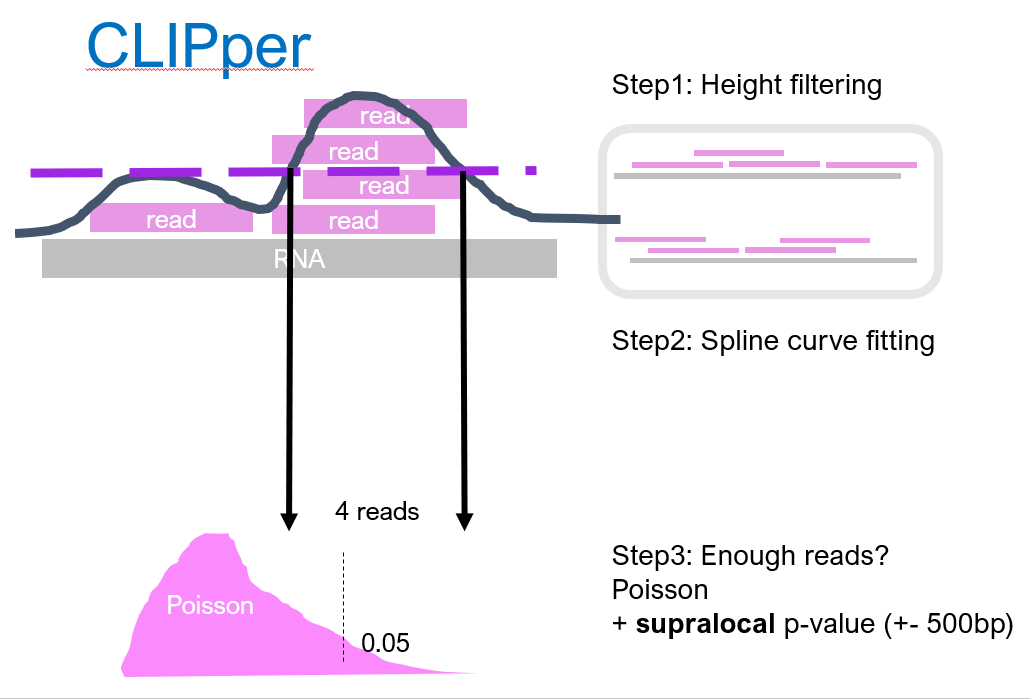 CLIPper
Step1: Height filtering
read
read
read
read
read
RNA
Step2: Spline curve fitting
4 reads
Poisson
0.05
Step3: Enough reads?
Poisson
+ supralocal p-value (+- 500bp)